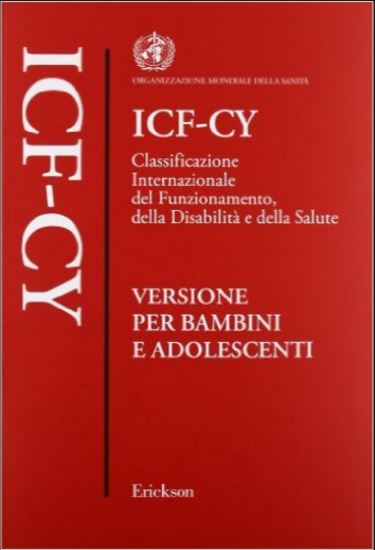 ICF-CY
ORGANIZZAZIONE MONDIALE DELLA SANITÀ
ICF-CY
Classificazione
Internazionale
del Funzionamento,
della Disabilità e della Salute
VERSIONE
PER BAMBINI
E ADOLESCENTI
Erickson